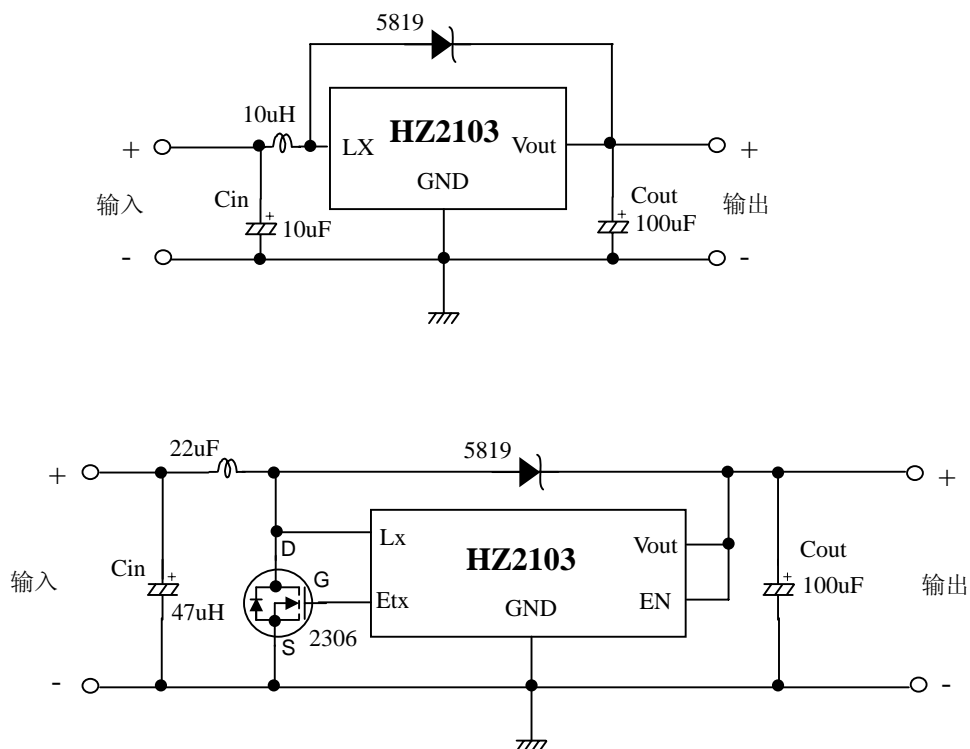 5819
10uH
HZ2103
LX
Vout
GND
+
+
输入
Cin
+
10uF
Cout
+
100uF
输出
-
-
22uF
5819
+
+
Lx
D
HZ2103
Vout
Cin
+
47uH
输入
G
Etx
GND
EN
Cout
+
100uF
输出
S
2306
-
-